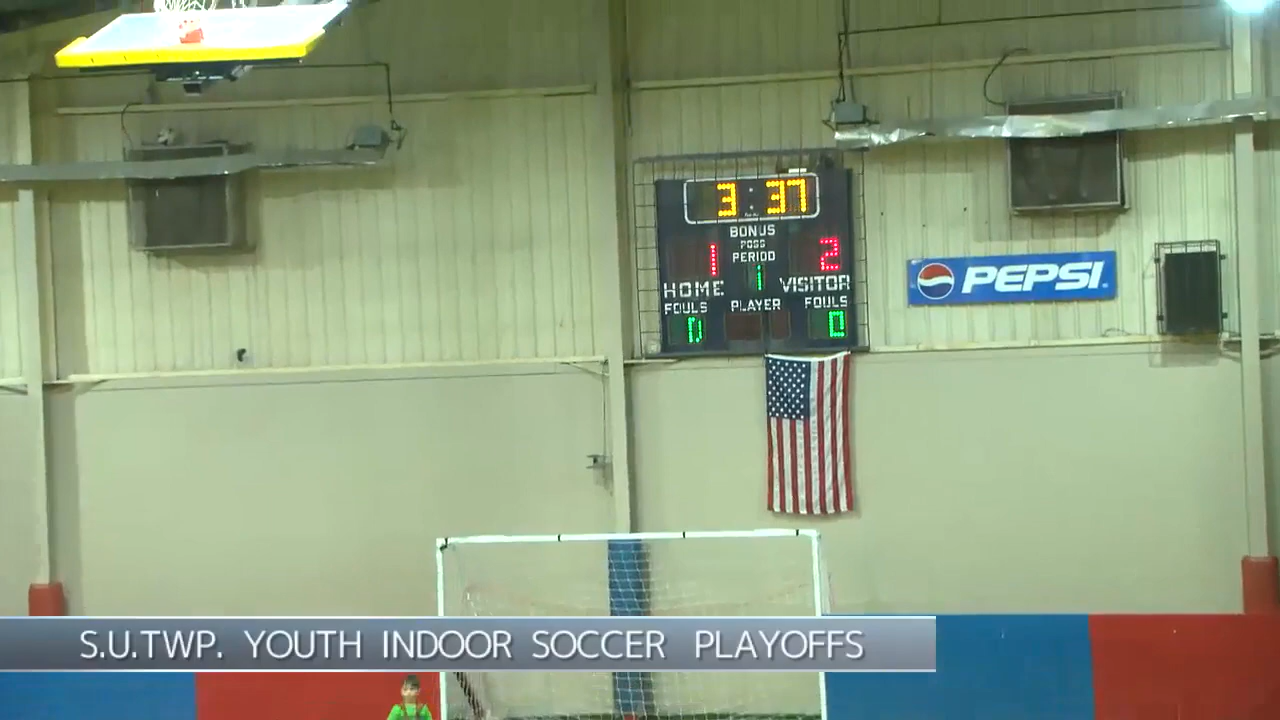 3:37
BONUS
POSS
PERIOD
1 1 2
HOME VISITOR
FOULS PLAYER FOULS
0 0
PEPSI
S.U.TWP. YOUTH INDOOR SOCCER PLAYOFFS